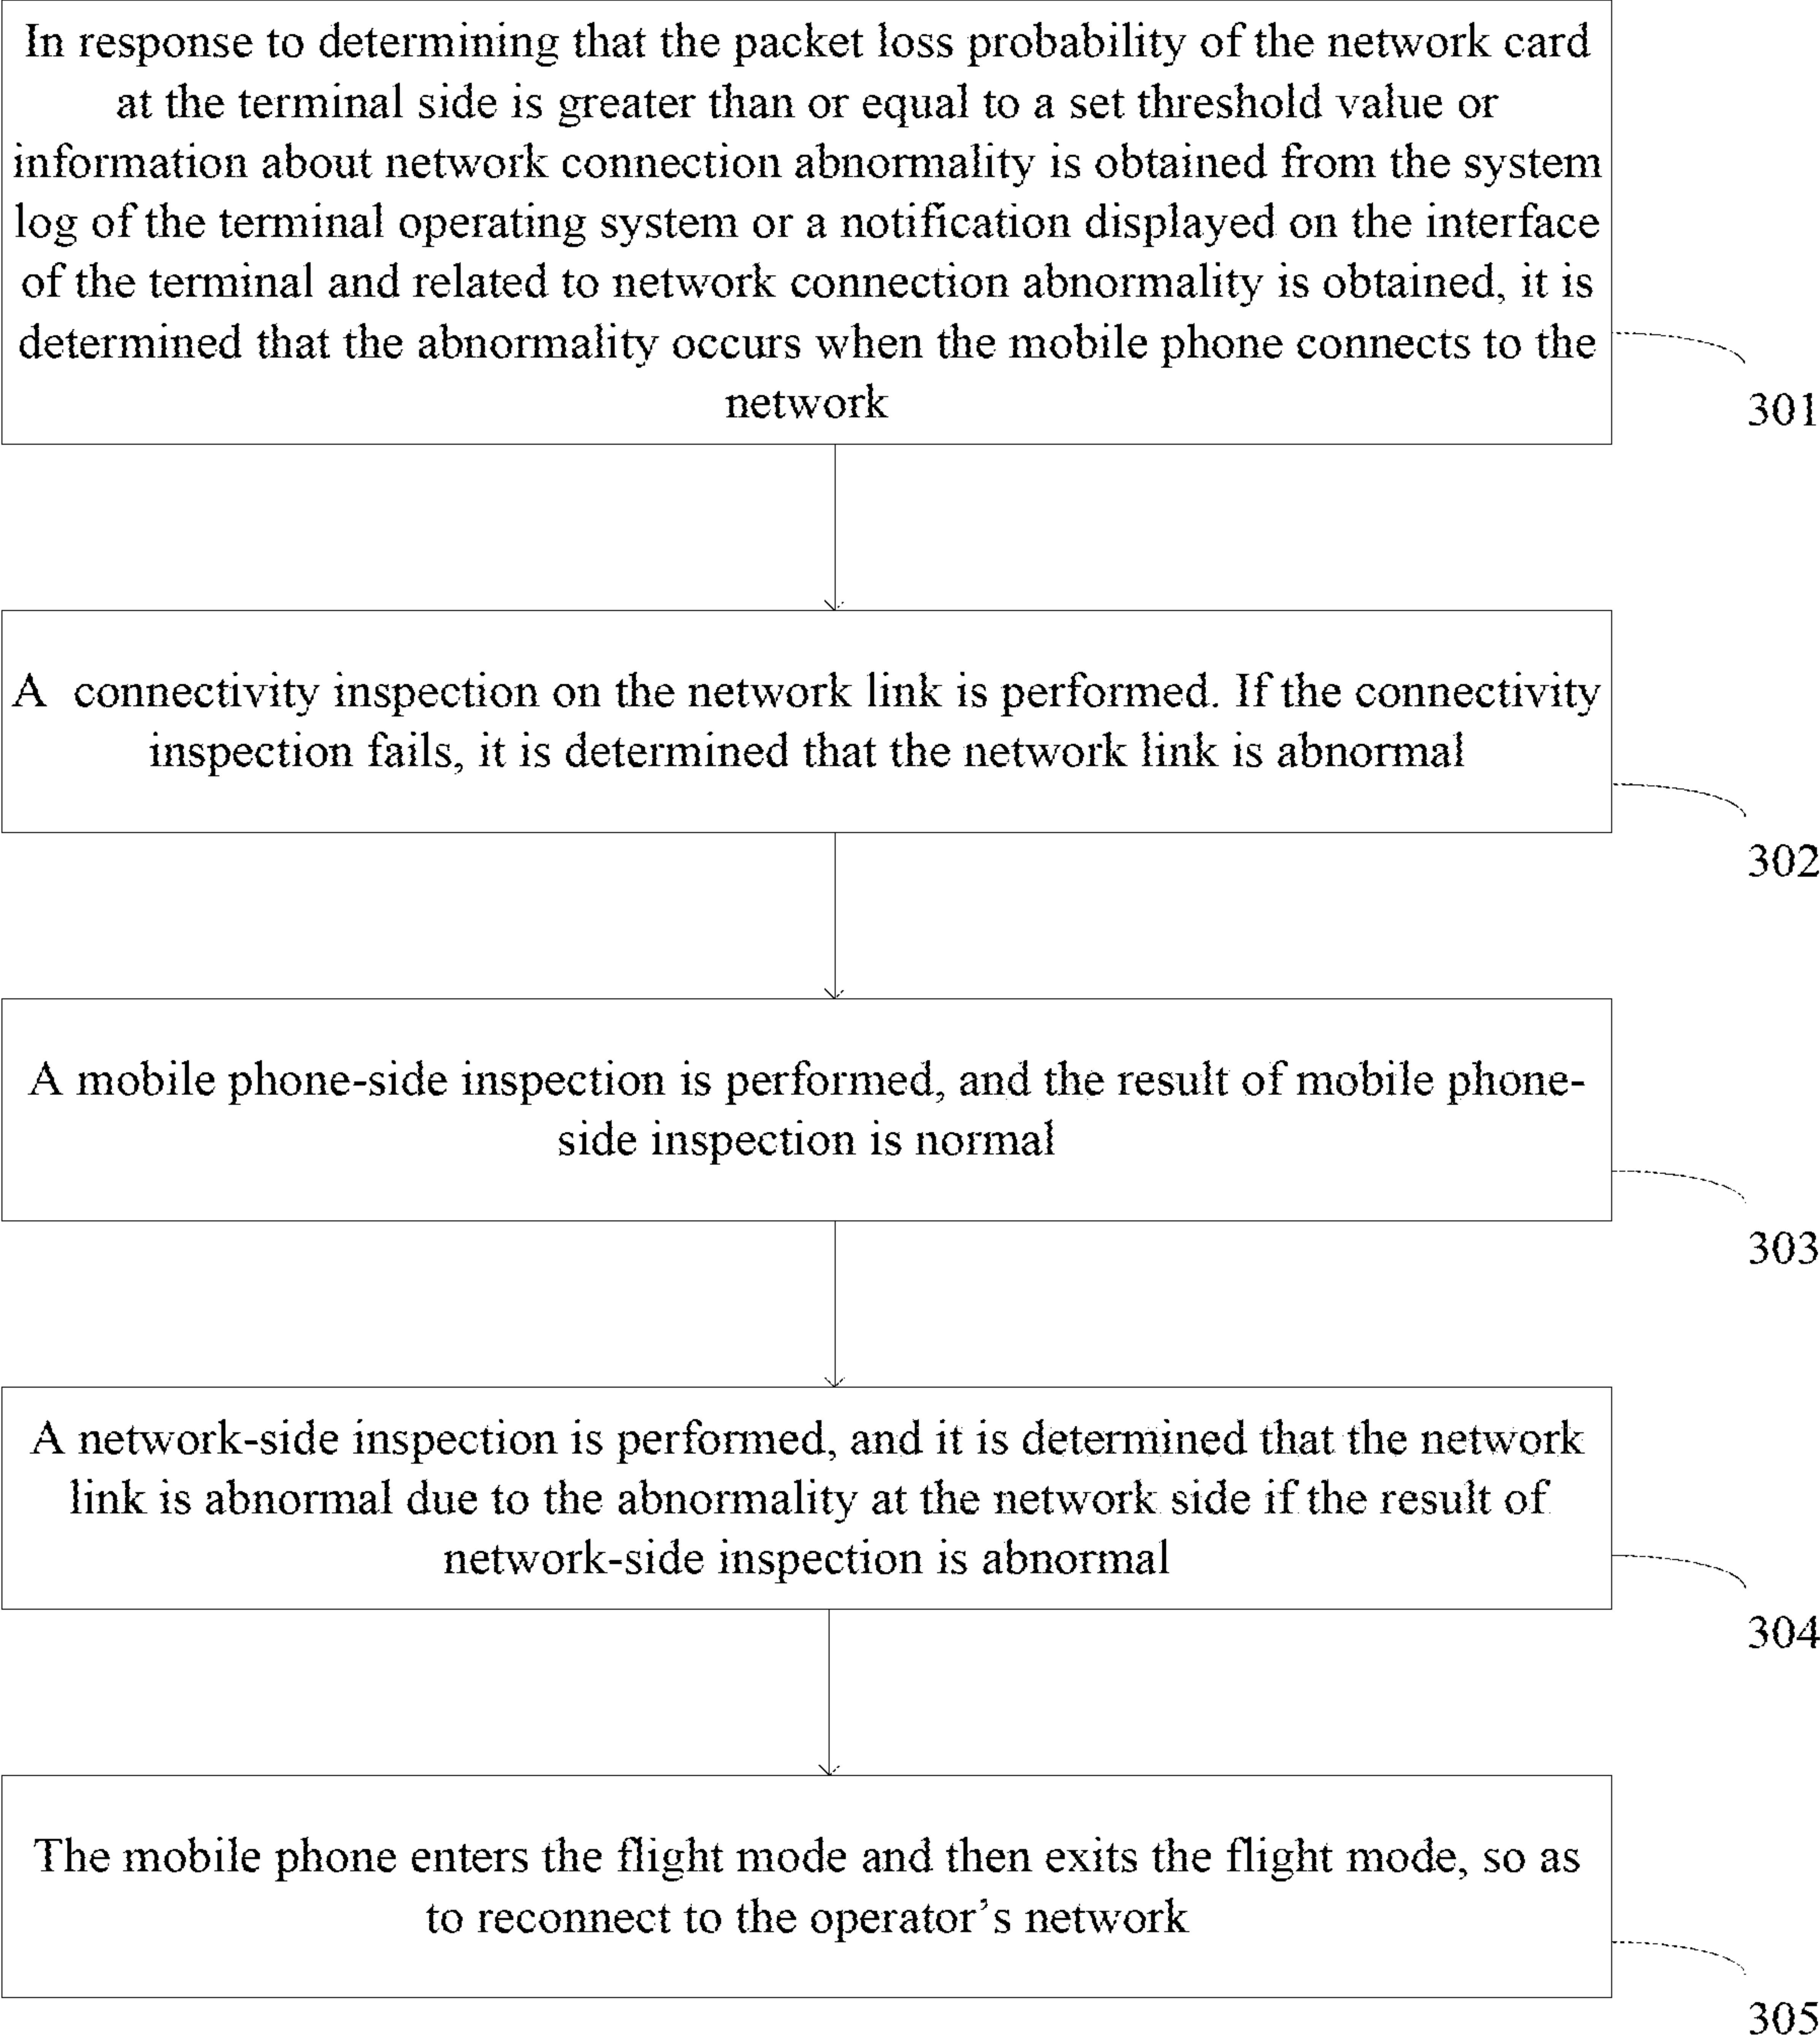 In response to determining that the packet loss probability of the network card
at the terminal side is greater than or equal to a set threshold value or
information about network connection abnormality is obtained from the system
log of the terminal operating system or a notification displayed on the interface
of the terminal and related to network connection abnormality is obtained, it is
determined that the abnormality occurs when the mobile phone connects to the
network
301
A connectivity inspection on the network link is performed. If the connectivity
inspection fails, it is determined that the network link is abnormal
302
A mobile phone-side inspection is performed, and the result of mobile phone-
side inspection is normal
303
A network-side inspection is performed, and it is determined that the network
link is abnormal due to the abnormality at the network side if the result of
network-side inspection is abnormal
304
The mobile phone enters the flight mode and then exits the flight mode, so as
to reconnect to the operator’s network
305